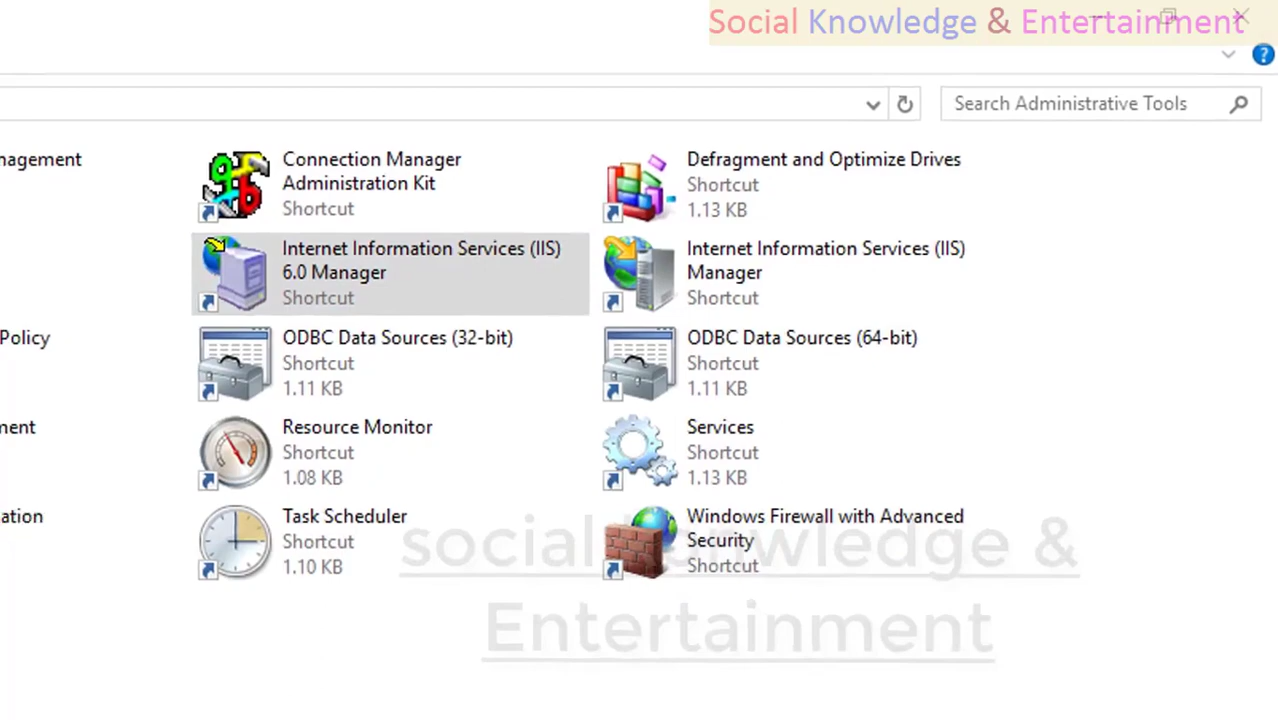 Social Knowledge & Entertainment
Search Administrative Tools
nagement
Connection Manager
Administration Kit
Shortcut
Defragment and Optimize Drives
Shortcut
1.13 KB
Internet Information Services (IIS)
6.0 Manager
Shortcut
Internet Information Services (IIS)
Manager
Shortcut
Policy
ODBC Data Sources (32-bit)
Shortcut
1.11 KB
ODBC Data Sources (64-bit)
Shortcut
1.11 KB
nent
Resource Monitor
Shortcut
1.08 KB
Services
Shortcut
1.13 KB
ation
Task Scheduler
Shortcut
1.10 KB
Windows Firewall with Advanced
Security
Shortcut
social knowledge &
Entertainment